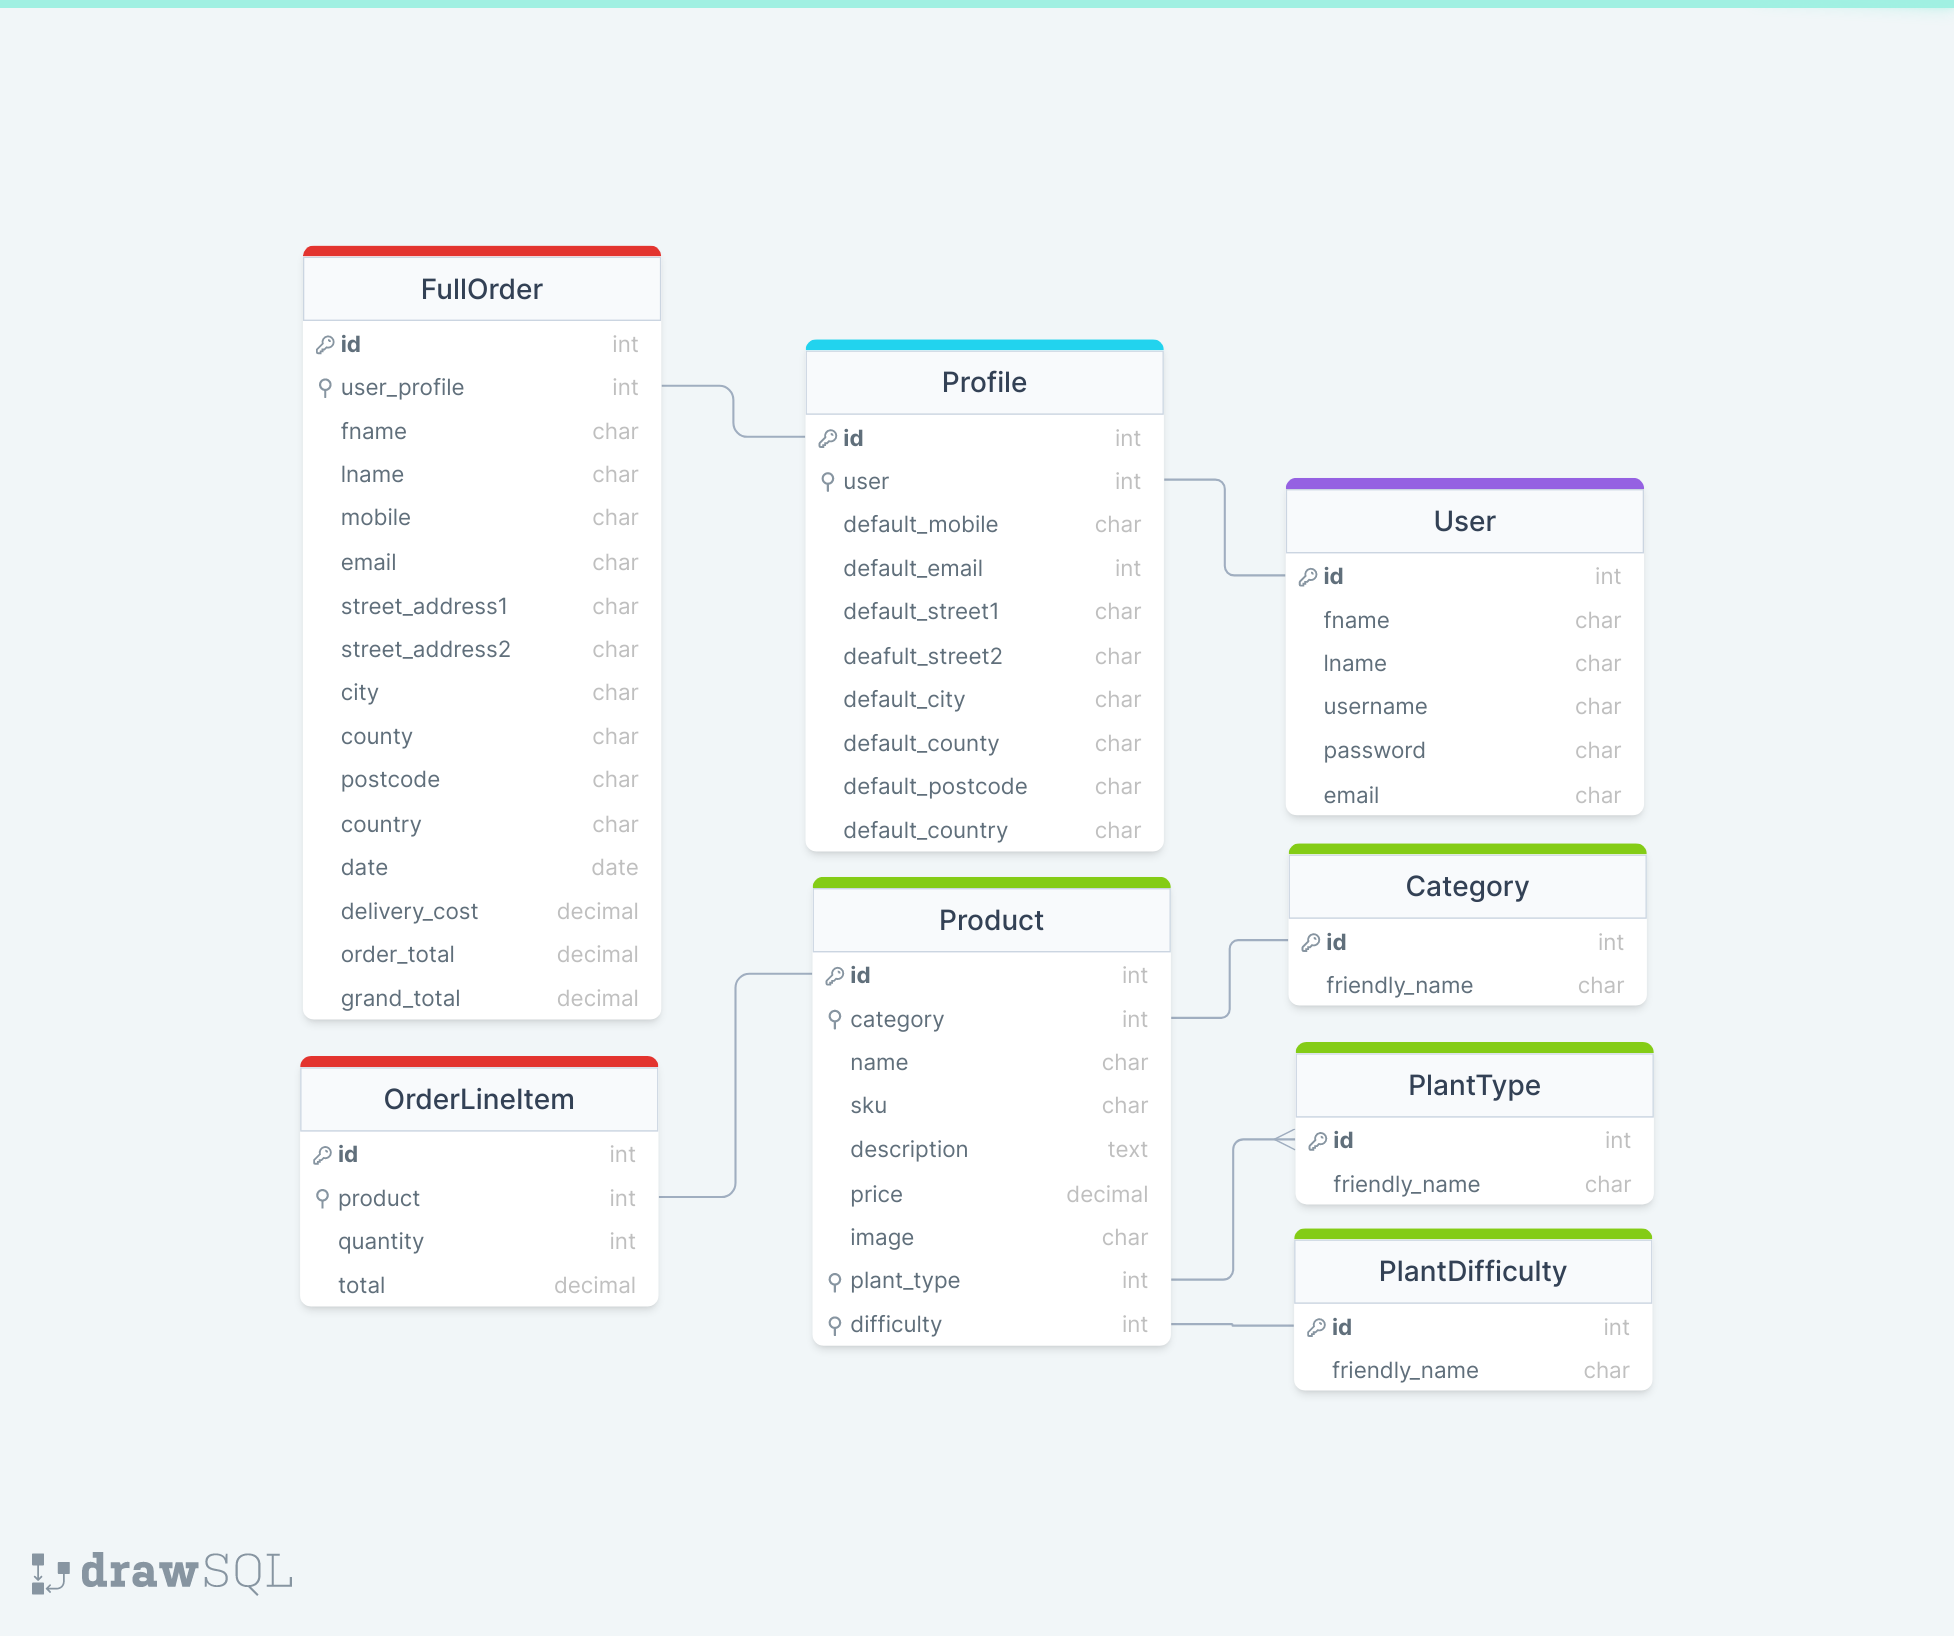 FullOrder
id int
user_profile int
fname char
lname char
mobile char
email char
street_address1 char
street_address2 char
city char
county char
postcode char
country char
date date
delivery_cost decimal
order_total decimal
grand_total decimal
Profile
id int
user int
default_mobile char
default_email int
default_street1 char
deafult_street2 char
default_city char
default_county char
default_postcode char
default_country char
User
id int
fname char
lname char
username char
password char
email char
OrderLineItem
id int
product int
quantity int
total decimal
Product
id int
category int
name char
sku char
description text
price decimal
image char
plant_type int
difficulty int
Category
id int
friendly_name char
PlantType
id int
friendly_name char
PlantDifficulty
id int
friendly_name char
drawSQL